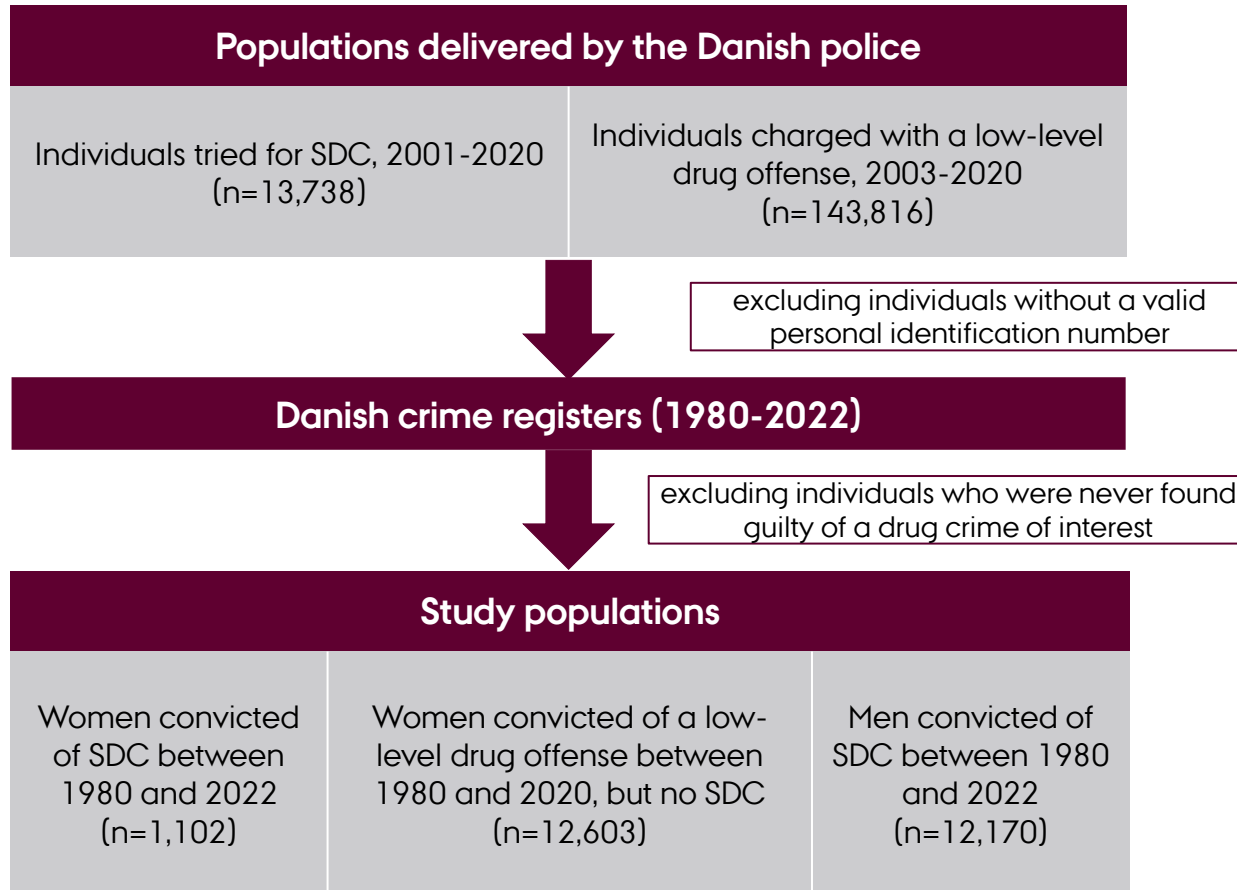 Populations delivered by the Danish police
Individuals tried for SDC, 2001-2020
(n=13,738)
Individuals charged with a low-level
drug offense, 2003-2020
(n=143,816)
excluding individuals without a valid
personal identification number
Danish crime registers (1980-2022)
excluding individuals who were never found
guilty of a drug crime of interest
Study populations
Women convicted
of SDC between
1980 and 2022
(n=1,102)
Women convicted of a low-
level drug offense between
1980 and 2020, but no SDC
(n=12,603)
Men convicted of
SDC between 1980
and 2022
(n=12,170)